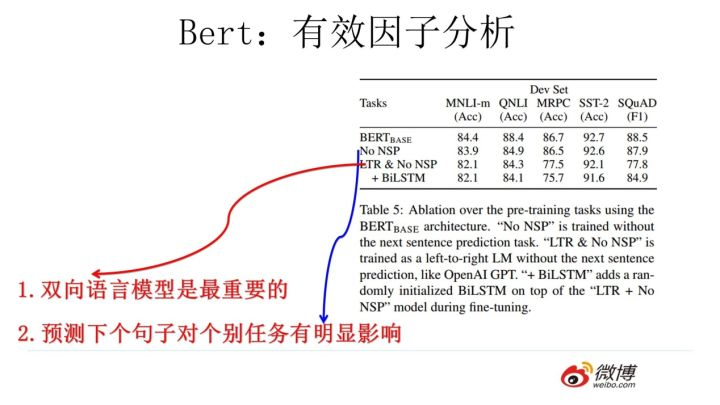 Bert：有效因子分析
Dev Set
Tasks MNLI-m QNLI MRPC SST-2 SQuAD
(Acc) (Acc) (Acc) (Acc) (F1)
BERTBASE 84.4 88.4 86.7 92.7 88.5
No NSP 83.9 84.9 86.5 92.6 87.9
LTR & No NSP 82.1 84.3 77.5 92.1 77.8
+ BiLSTM 82.1 84.1 75.7 91.6 84.9
Table 5: Ablation over the pre-training tasks using the
BERTBASE architecture. “No NSP” is trained without
the next sentence prediction task. “LTR & No NSP” is
trained as a left-to-right LM without the next sentence
prediction, like OpenAI GPT. “+ BiLSTM” adds a ran-
domly initialized BiLSTM on top of the “LTR + No
NSP” model during fine-tuning.
1.双向语言模型是最重要的
2.预测下个句子对个别任务有明显影响
微博
weibo.com